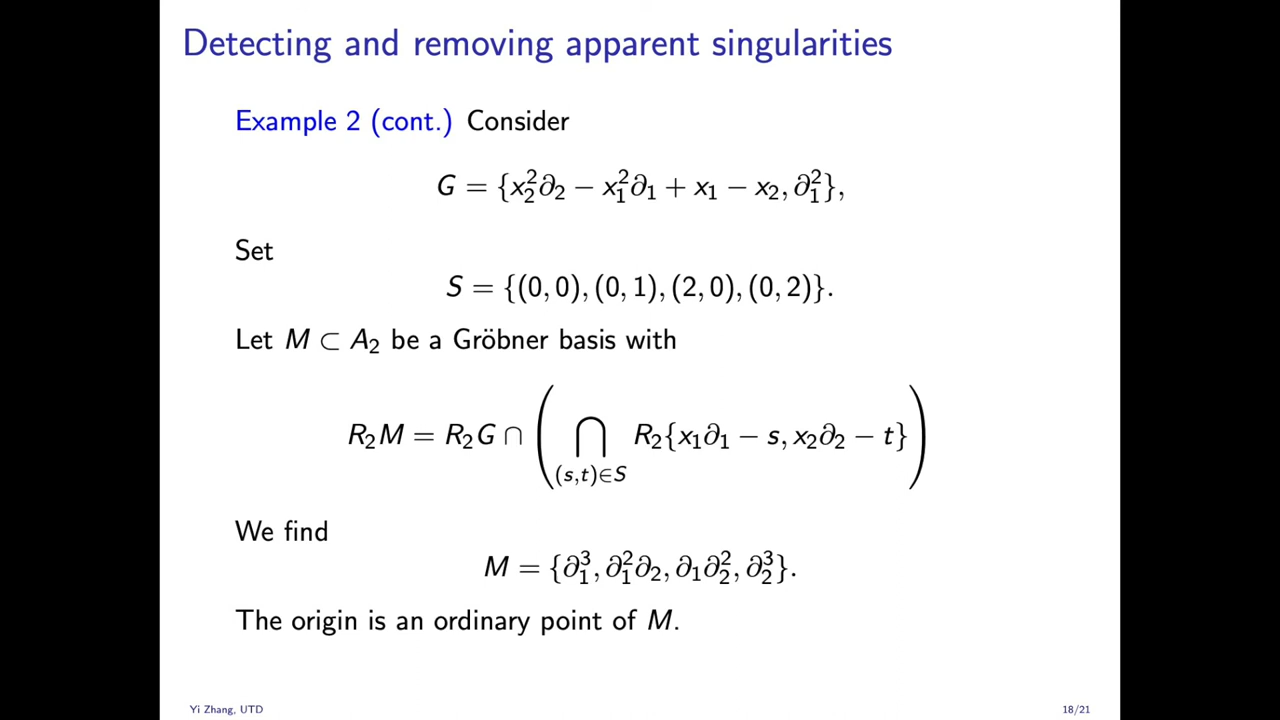 Detecting and removing apparent singularities
Example 2 (cont.) Consider
G = {x₂²∂₂ − x₁²∂₁ + x₁ − x₂, ∂₁²},
Set
S = {(0, 0), (0, 1), (2, 0), (0, 2)}.
Let M ⊂ A₂ be a Gröbner basis with
R₂M = R₂G ∩ ( ⋂_{(s,t)∈S} R₂{x₁∂₁ − s, x₂∂₂ − t} )
We find
M = {∂₁³, ∂₁²∂₂, ∂₁∂₂², ∂₂³}.
The origin is an ordinary point of M.
Yi Zhang, UTD
18/21